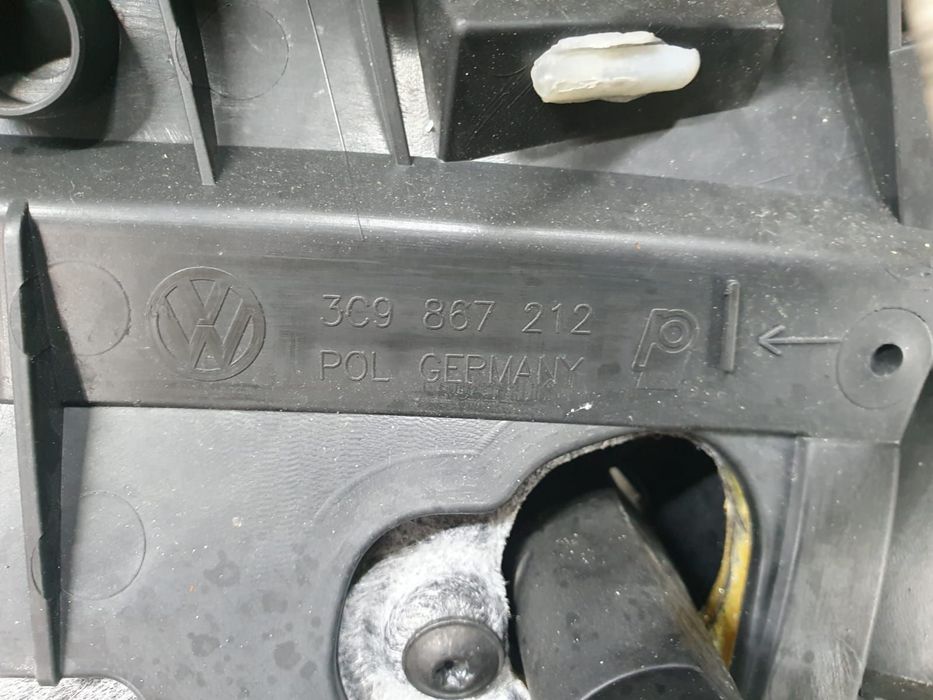 3C9 867 212
POL GERMANY